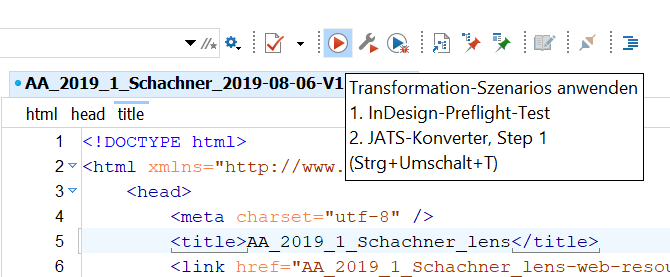 AA_2019_1_Schachner_2019-08-06-V1
Transformation-Szenarios anwenden
1. InDesign-Preflight-Test
2. JATS-Konverter, Step 1
(Strg+Umschalt+T)
html head title
1 <!DOCTYPE html>
2 <html xmlns="http://www.
3 <head>
4 <meta charset="utf-8" />
5 <title>AA_2019_1_Schachner_lens</title>
6 <link href="AA_2019_1_Schachner_lens-web-resou